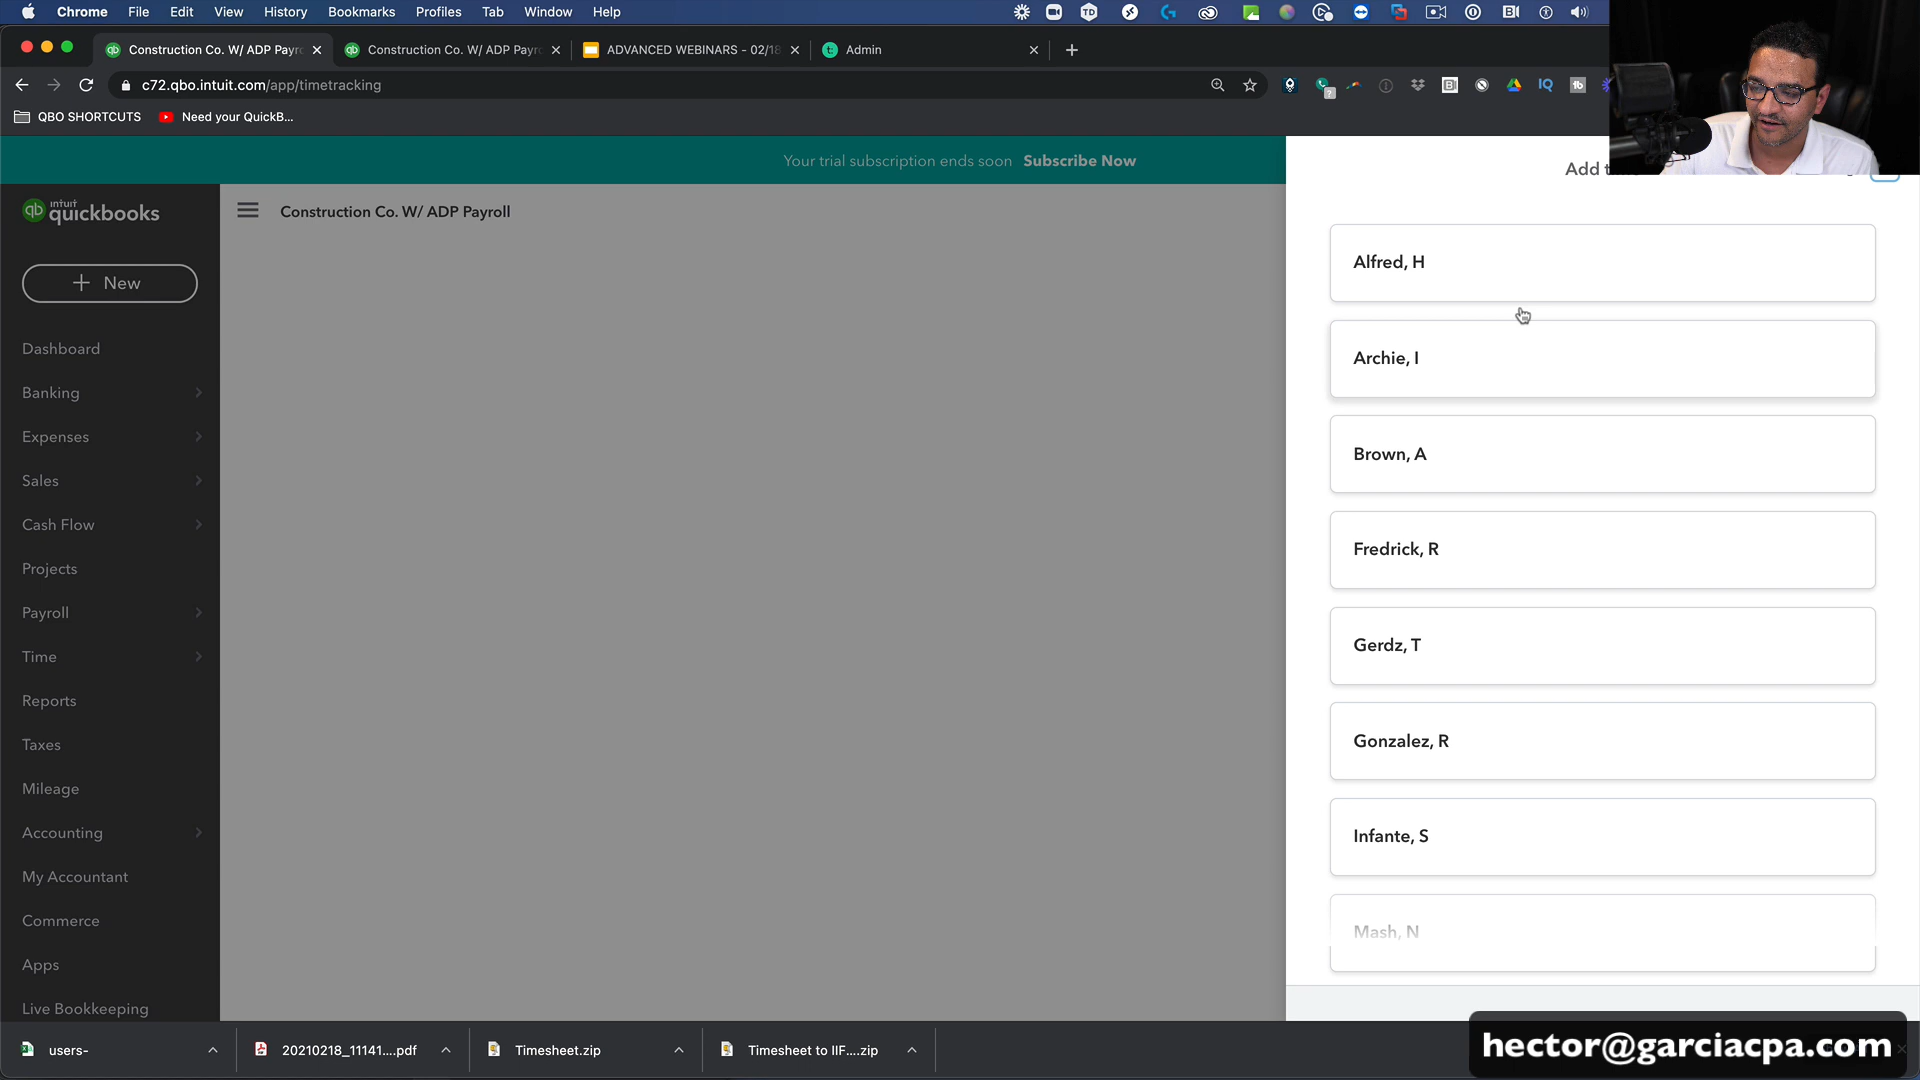 Chrome File Edit View History Bookmarks Profiles Tab Window Help
Construction Co. W/ ADP Payr
Construction Co. W/ ADP Payr
ADVANCED WEBINARS - 02/18
Admin
c72.qbo.intuit.com/app/timetracking
QBO SHORTCUTS
Need your QuickB...
Your trial subscription ends soon Subscribe Now
Add t
intuit
quickbooks
Construction Co. W/ ADP Payroll
+ New
Dashboard
Banking
Expenses
Sales
Cash Flow
Projects
Payroll
Time
Reports
Taxes
Mileage
Accounting
My Accountant
Commerce
Apps
Live Bookkeeping
Alfred, H
Archie, I
Brown, A
Fredrick, R
Gerdz, T
Gonzalez, R
Infante, S
Mash, N
users-
20210218_11141....pdf
Timesheet.zip
Timesheet to IIF....zip
hector@garciacpa.com